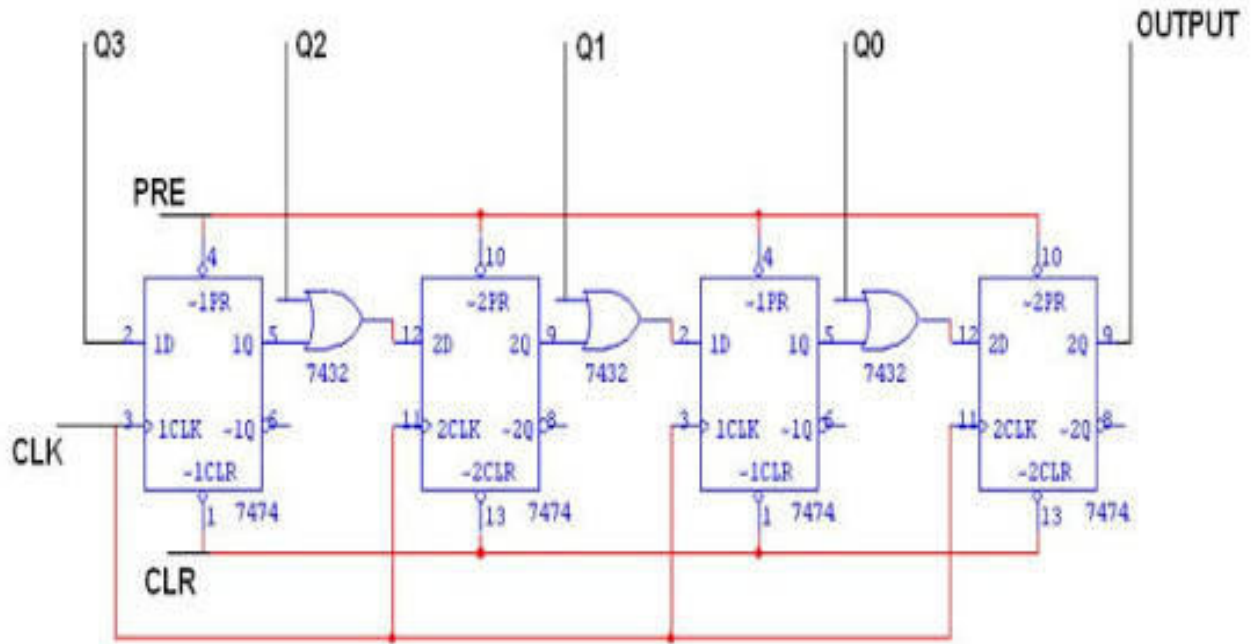 Q3
Q2
Q1
Q0
OUTPUT
PRE
4
10
4
10
~1PR
~2PR
~1PR
~2PR
2
1D
1Q
5
12
2D
2Q
9
2
1D
1Q
5
12
2D
2Q
9
7432
7432
7432
3
1CLK
~1Q
6
11
2CLK
~2Q
8
3
1CLK
~1Q
6
11
2CLK
~2Q
8
CLK
~1CLR
~2CLR
~1CLR
~2CLR
1
7474
13
7474
1
7474
13
7474
CLR